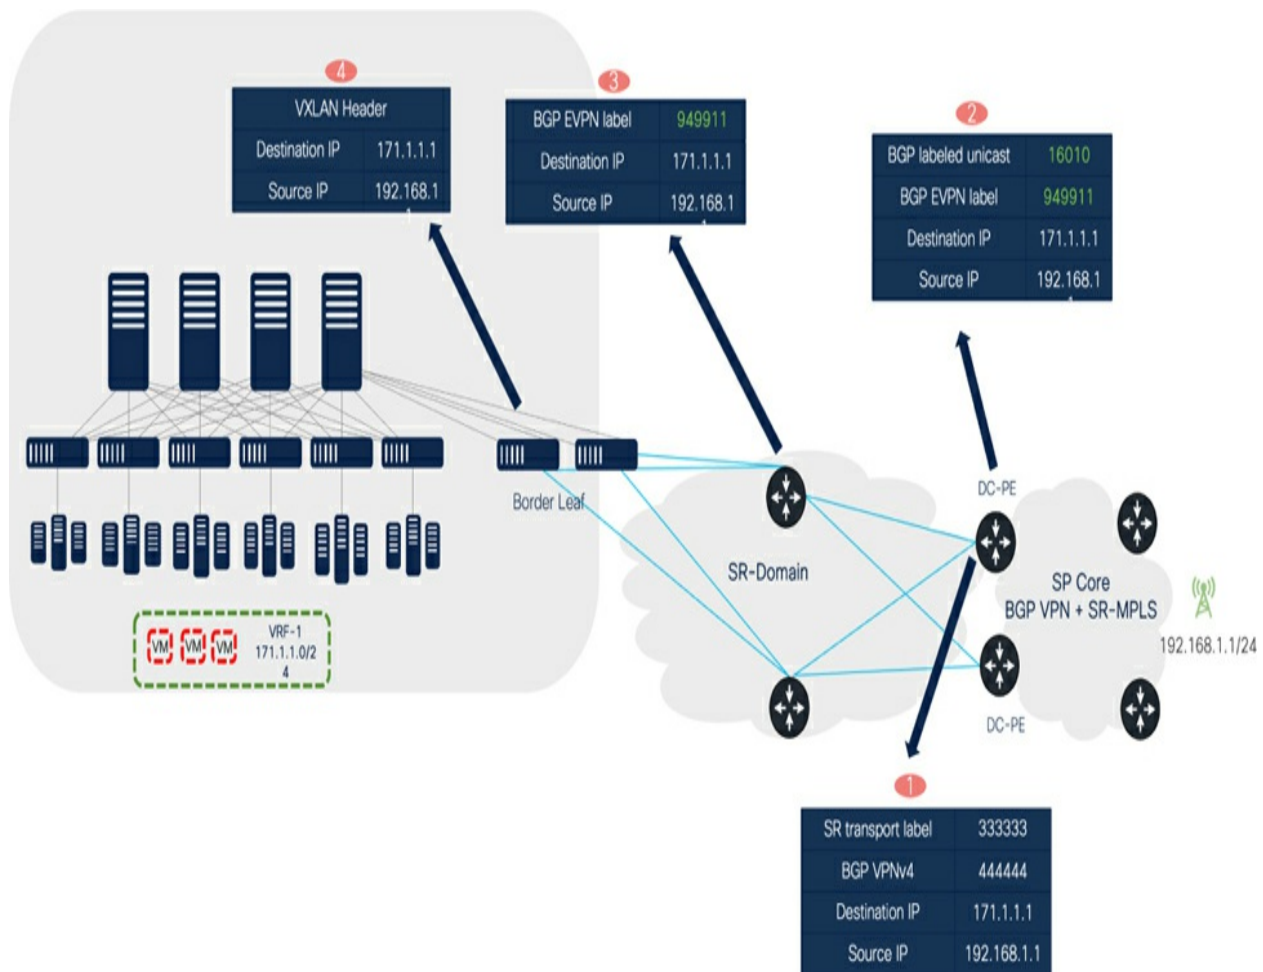 4
VXLAN Header
Destination IP 171.1.1.1
Source IP 192.168.1
3
BGP EVPN label 949911
Destination IP 171.1.1.1
Source IP 192.168.1
2
BGP labeled unicast 16010
BGP EVPN label 949911
Destination IP 171.1.1.1
Source IP 192.168.1
Border Leaf
DC-PE
SR-Domain
SP Core
BGP VPN + SR-MPLS
192.168.1.1/24
VM VM VM
VRF-1
171.1.1.0/2
4
DC-PE
1
SR transport label 333333
BGP VPNv4 444444
Destination IP 171.1.1.1
Source IP 192.168.1.1